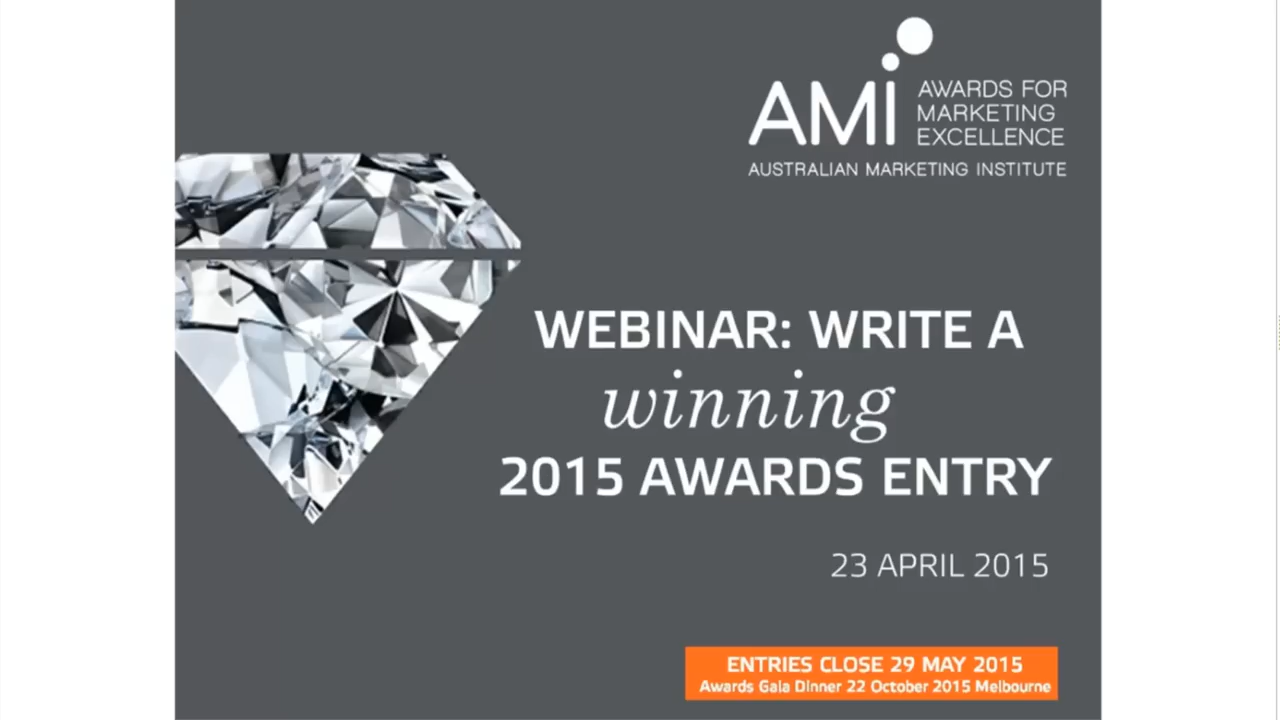 AMI
AWARDS FOR
MARKETING
EXCELLENCE
AUSTRALIAN MARKETING INSTITUTE
WEBINAR: WRITE A
winning
2015 AWARDS ENTRY
23 APRIL 2015
ENTRIES CLOSE 29 MAY 2015
Awards Gala Dinner 22 October 2015 Melbourne